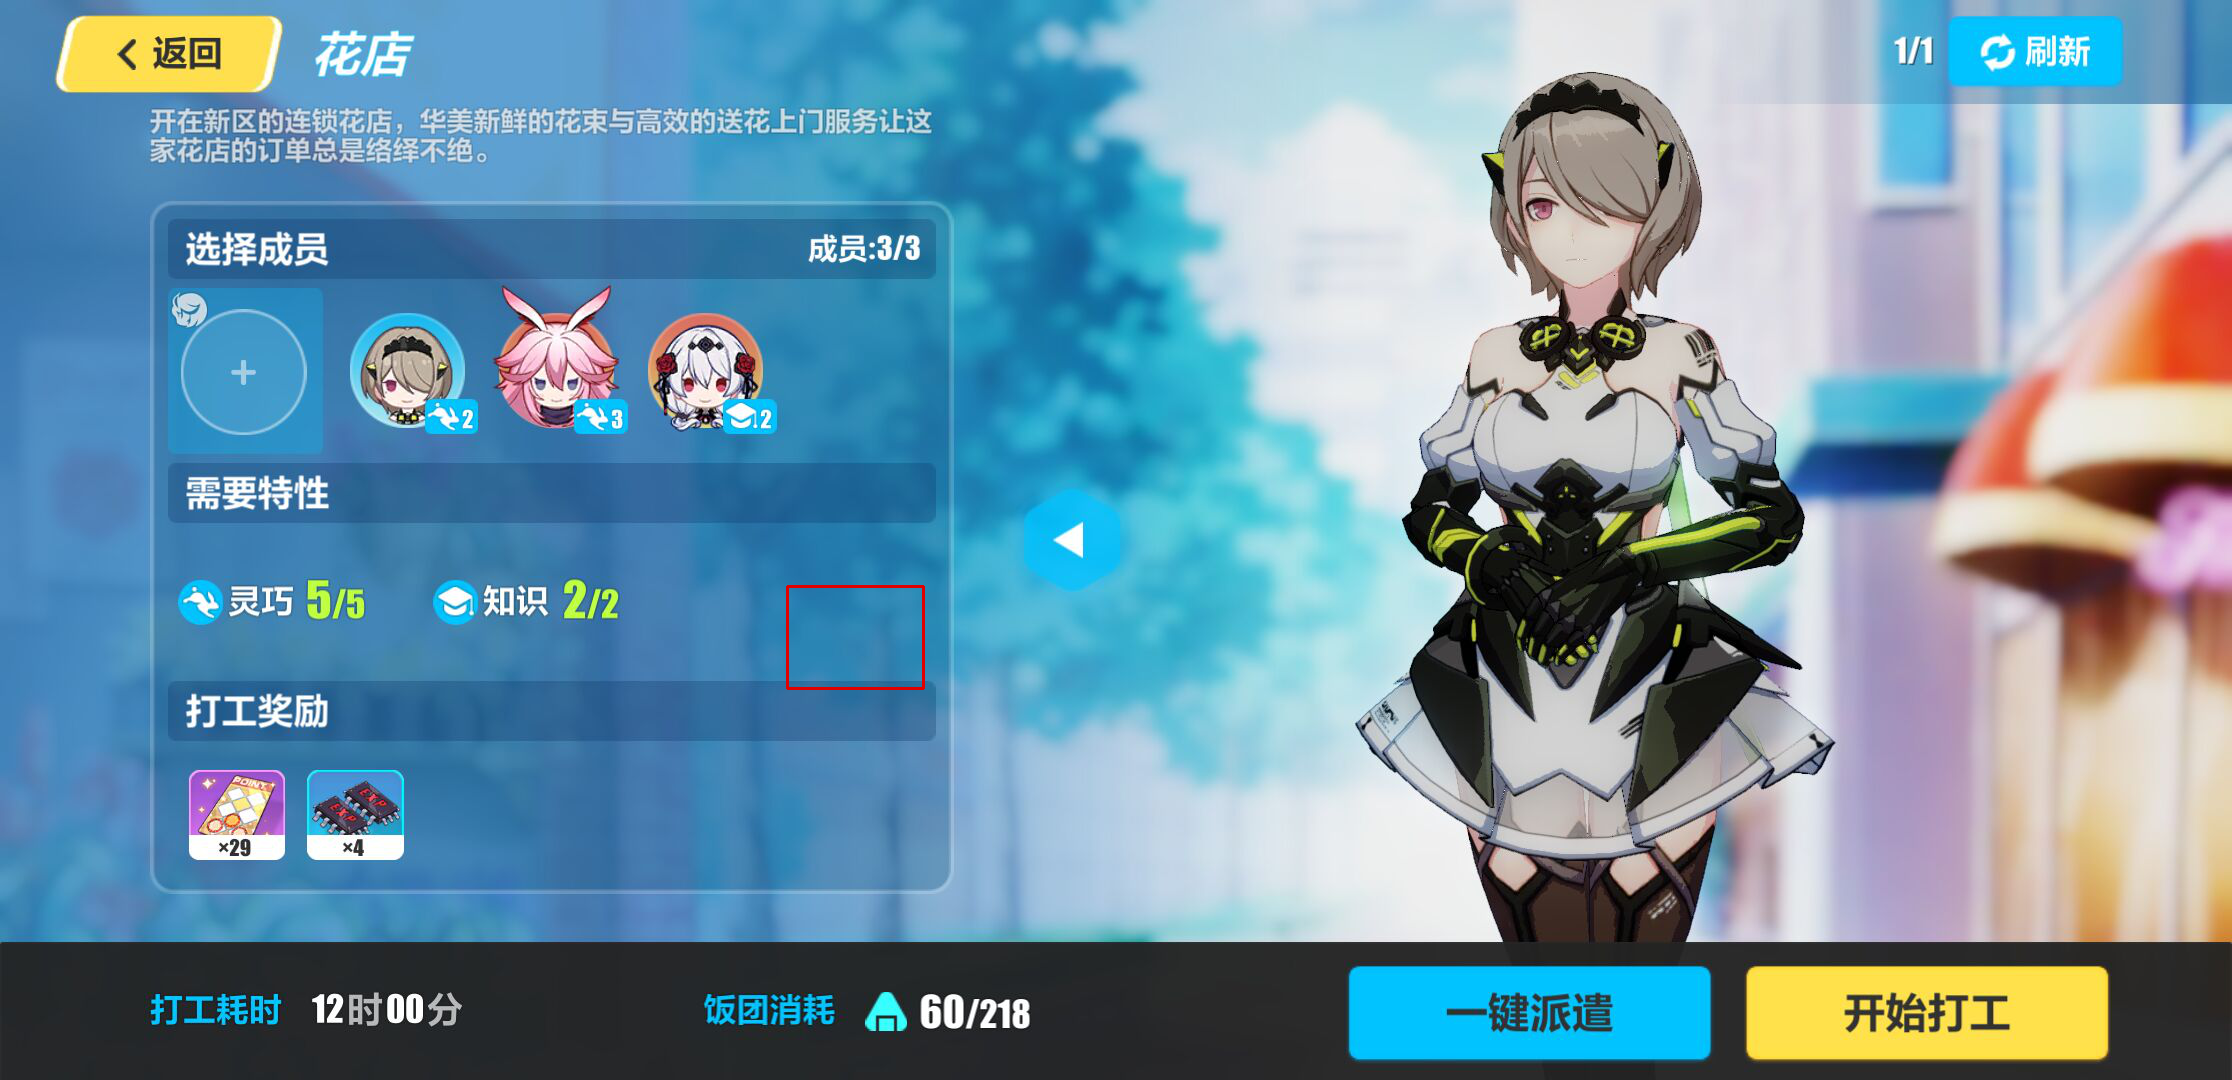 返回
花店
1/1
刷新
开在新区的连锁花店，华美新鲜的花束与高效的送花上门服务让这
家花店的订单总是络绎不绝。
选择成员
成员:3/3
2
3
2
需要特性
灵巧 5/5
知识 2/2
打工奖励
POINT
×29
EXP
EXP
×4
打工耗时 12时00分
饭团消耗 60/218
一键派遣
开始打工